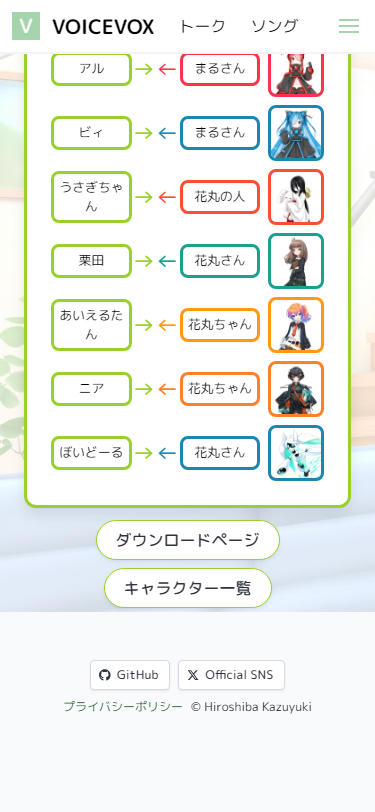 V VOICEVOX トーク ソング
アル まるさん
ビィ まるさん
うさぎちゃ
ん
花丸の人
栗田 花丸さん
あいえるた
ん
花丸ちゃん
ニア 花丸ちゃん
ぼいどーる 花丸さん
ダウンロードページ
キャラクター一覧
GitHub Official SNS
プライバシーポリシー © Hiroshiba Kazuyuki